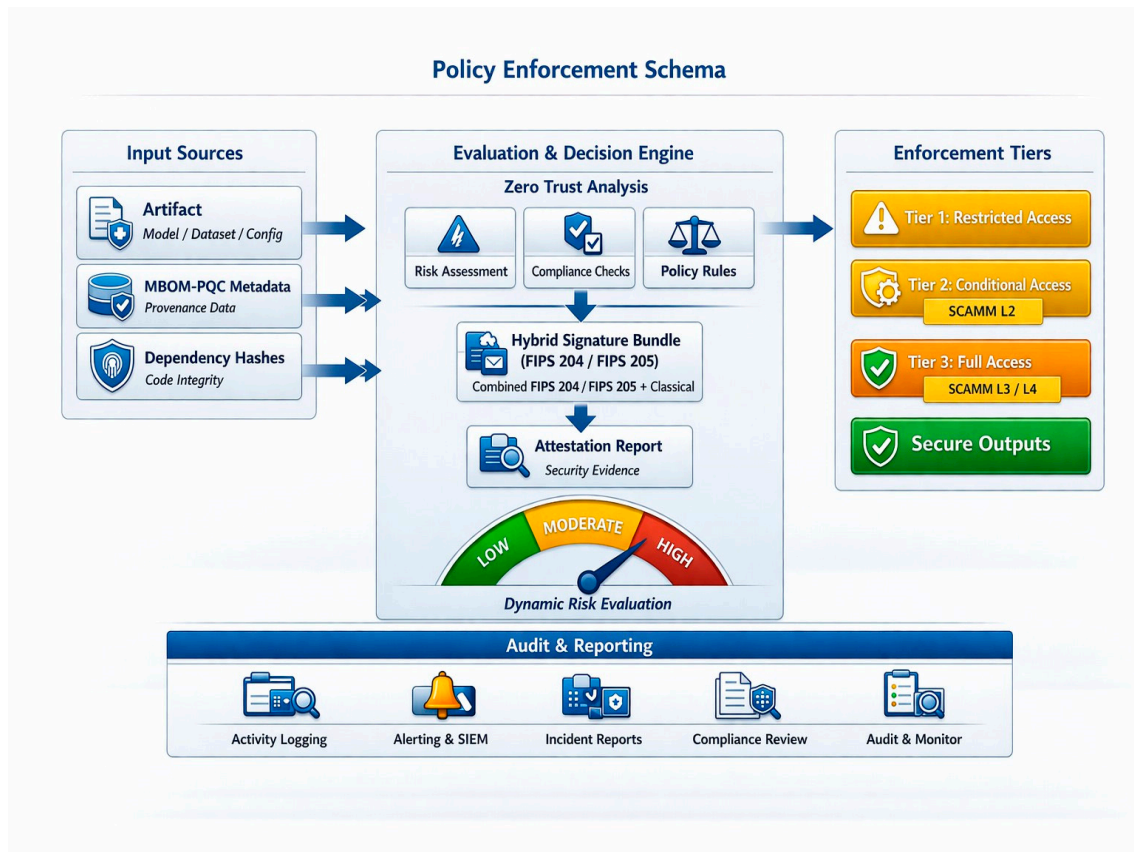 Policy Enforcement Schema
Input Sources
Artifact
Model / Dataset / Config
MBOM-PQC Metadata
Provenance Data
Dependency Hashes
Code Integrity
Evaluation & Decision Engine
Zero Trust Analysis
Risk Assessment
Compliance Checks
Policy Rules
Hybrid Signature Bundle
(FIPS 204 / FIPS 205)
Combined FIPS 204 / FIPS 205 + Classical
Attestation Report
Security Evidence
LOW
MODERATE
HIGH
Dynamic Risk Evaluation
Enforcement Tiers
Tier 1: Restricted Access
Tier 2: Conditional Access
SCAMM L2
Tier 3: Full Access
SCAMM L3 / L4
Secure Outputs
Audit & Reporting
Activity Logging
Alerting & SIEM
Incident Reports
Compliance Review
Audit & Monitor